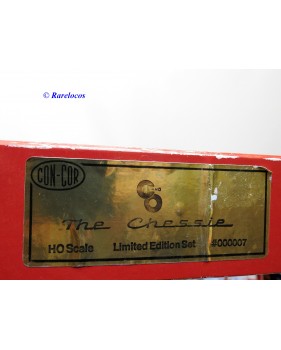 © Rarelocos
CON-COR
The Chessie
HO Scale Limited Edition Set #000007